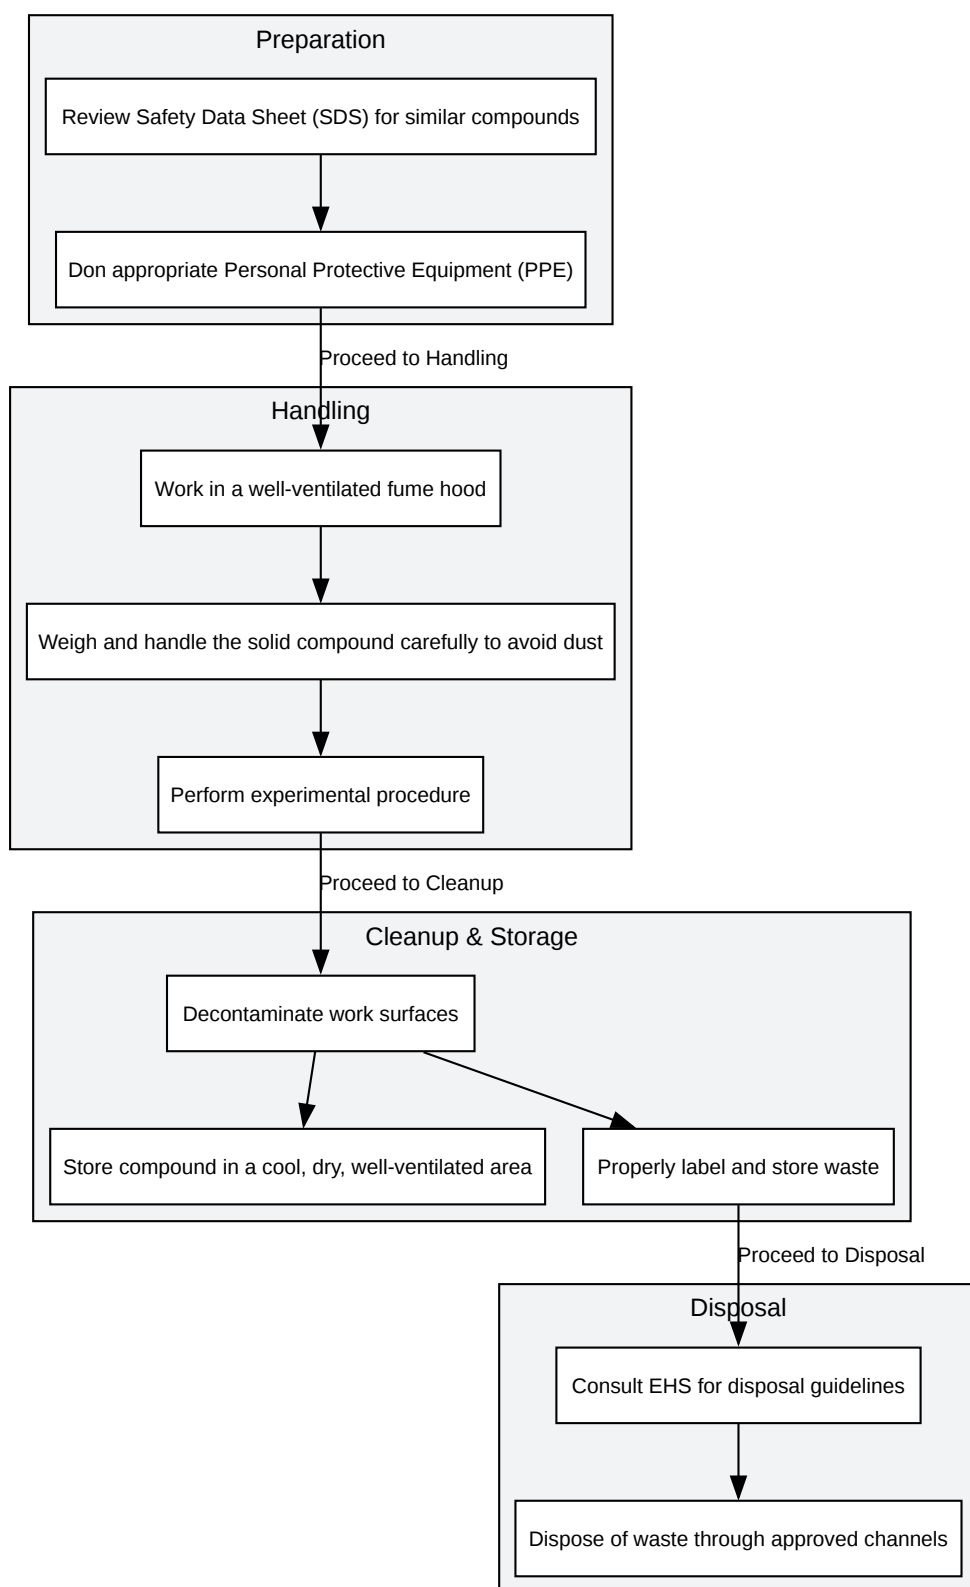 Preparation
Review Safety Data Sheet (SDS) for similar compounds
Don appropriate Personal Protective Equipment (PPE)
Proceed to Handling
Handling
Work in a well-ventilated fume hood
Weigh and handle the solid compound carefully to avoid dust
Perform experimental procedure
Proceed to Cleanup
Cleanup & Storage
Decontaminate work surfaces
Store compound in a cool, dry, well-ventilated area
Properly label and store waste
Proceed to Disposal
Disposal
Consult EHS for disposal guidelines
Dispose of waste through approved channels